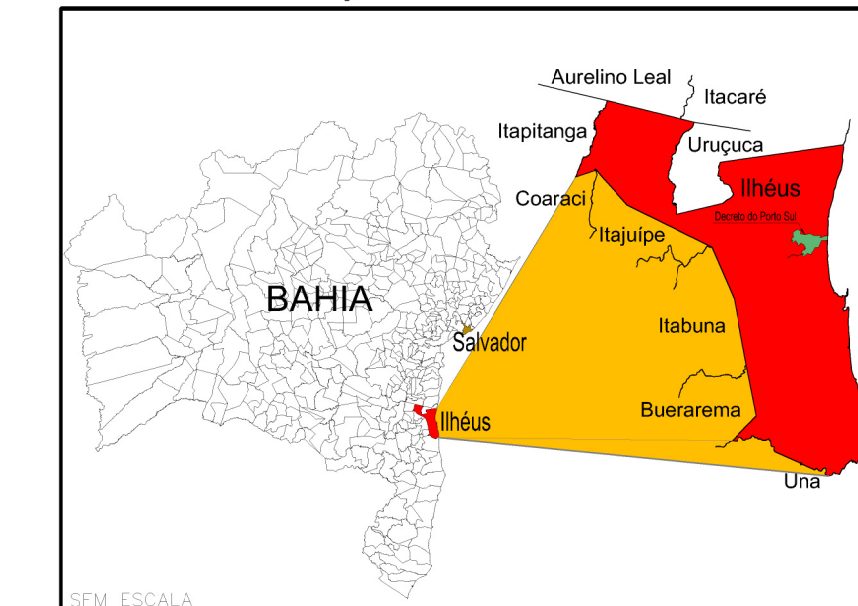 Aurelino Leal
Itacaré
Itapitanga
Uruçuca
Ilhéus
Decreto do Porto Sul
Coaraci
Itajuípe
BAHIA
Itabuna
Salvador
Buerarema
Ilhéus
Una
SEM ESCALA